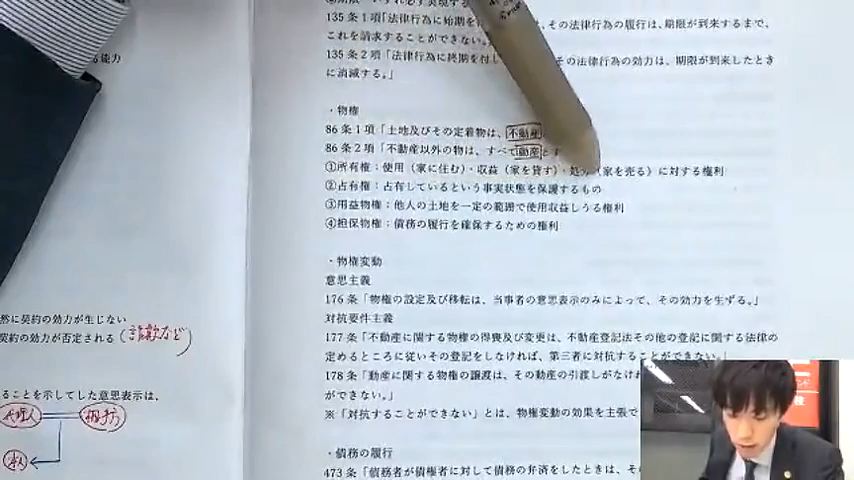 る能力
135条1項「法律行為に始期を
、その法律行為の履行は、期限が到来するまで、
これを請求することができない。
135条2項「法律行為に終期を付し
その法律行為の効力は、期限が到来したとき
に消滅する。」
・物権
86条1項「土地及びその定着物は、不動産
86条2項「不動産以外の物は、すべて動産とす
①所有権：使用（家に住む）・収益（家を貸す）・処分（家を売る）に対する権利
②占有権：占有しているという事実状態を保護するもの
③用益物権：他人の土地を一定の範囲で使用収益しうる権利
④担保物権：債務の履行を確保するための権利
・物権変動
意思主義
176条「物権の設定及び移転は、当事者の意思表示のみによって、その効力を生ずる。」
対抗要件主義
177条「不動産に関する物権の得喪及び変更は、不動産登記法その他の登記に関する法律の
定めるところに従いその登記をしなければ、第三者に対抗することができない。」
178条「動産に関する物権の譲渡は、その動産の引渡しがなけれ
ができない。」
※「対抗することができない」とは、物権変動の効果を主張で
・債務の履行
473条「債務者が債権者に対して債務の弁済をしたときは、そ
然に契約の効力が生じない
契約の効力が否定される（詐欺など）
ることを示してした意思表示は、
代理人
相手方
本人